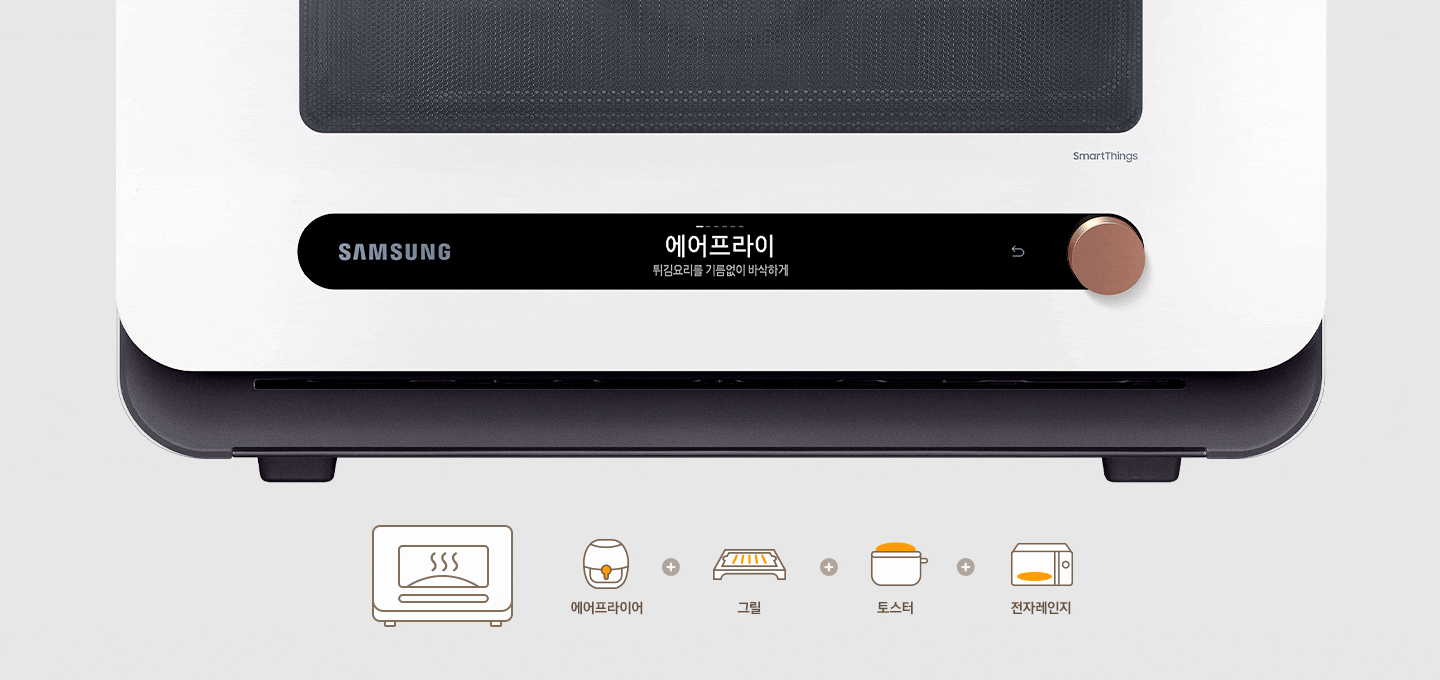 SmartThings
SAMSUNG
에어프라이
튀김요리를 기름없이 바삭하게
에어프라이어
그릴
토스터
전자레인지